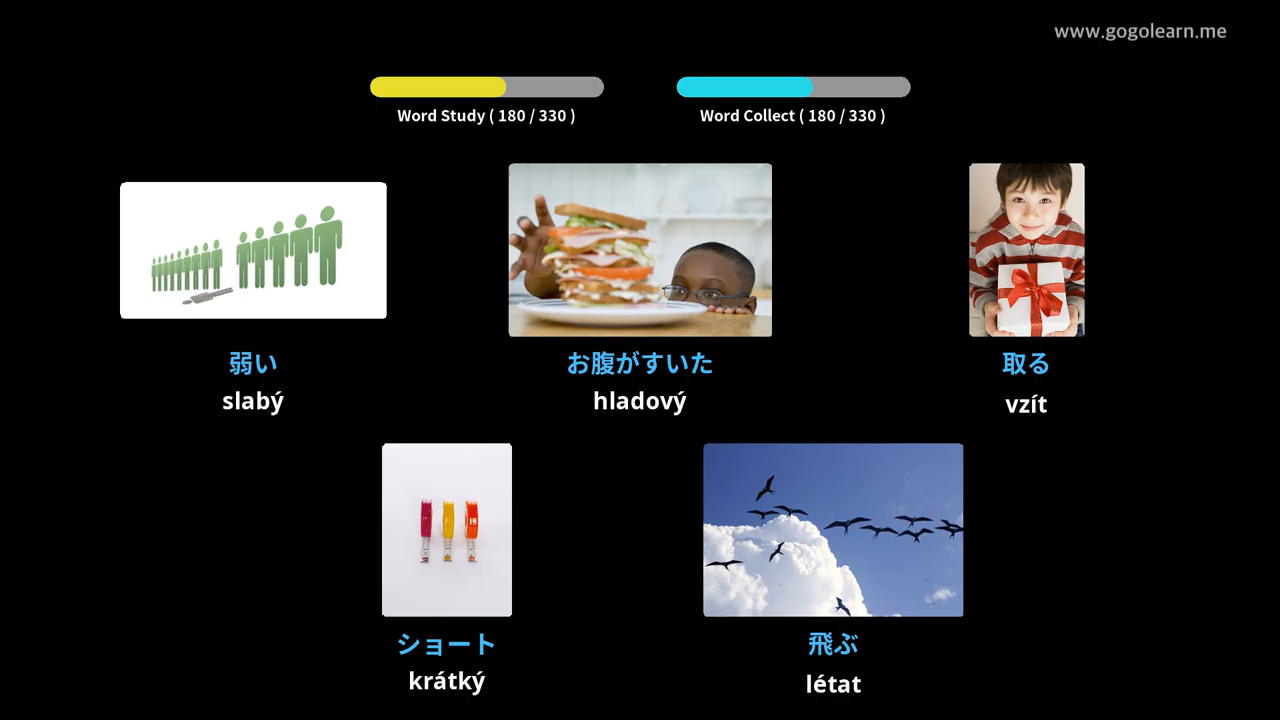 www.gogolearn.me
Word Study ( 180 / 330 )
Word Collect ( 180 / 330 )
弱い
slabý
お腹がすいた
hladový
取る
vzít
ショート
krátký
飛ぶ
létat